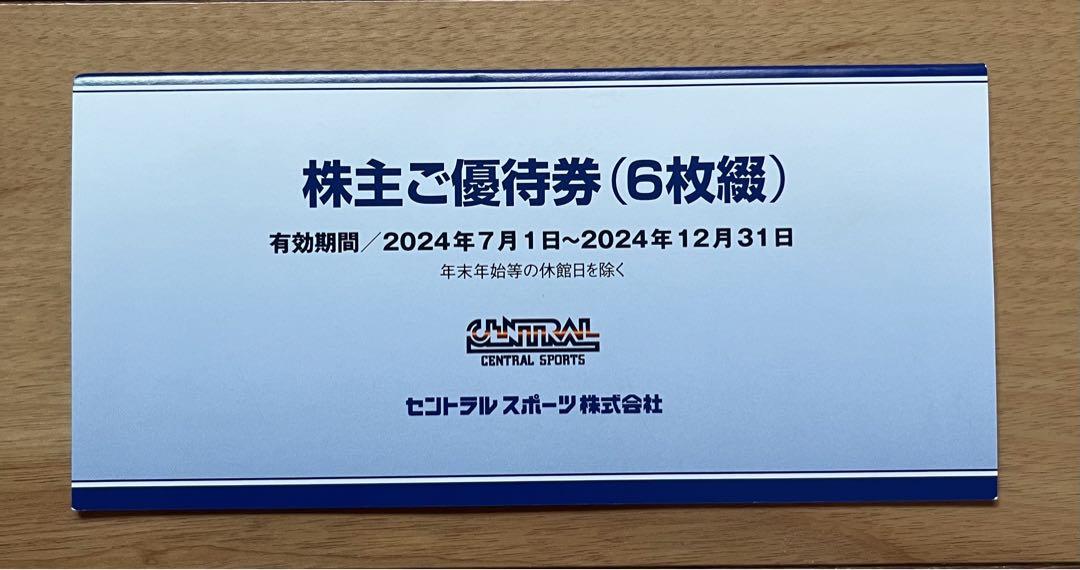 株主ご優待券(6枚綴)
有効期間/2024年7月1日~2024年12月31日
年末年始等の休館日を除く
CENTRAL
CENTRAL SPORTS
セントラルスポーツ株式会社